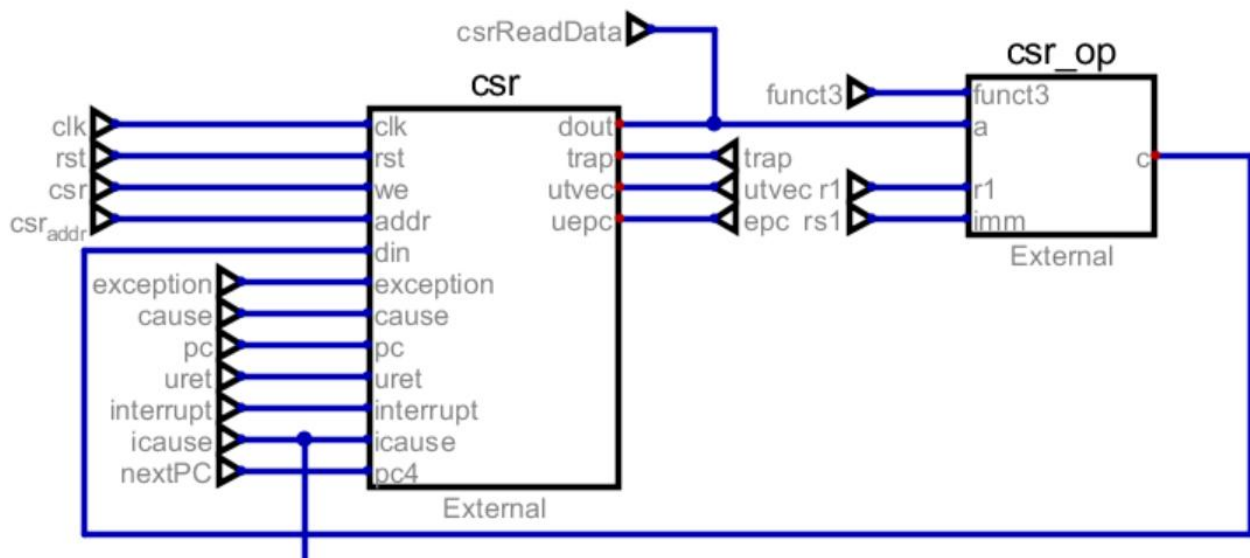 csrReadData
csr_op
csr
funct3 funct3
clk clk dout a
rst rst trap trap c
csr we utvec utvec r1 r1
csr_addr addr uepc epc rs1 imm
din External
exception exception
cause cause
pc pc
uret uret
interrupt interrupt
icause icause
nextPC pc4
External